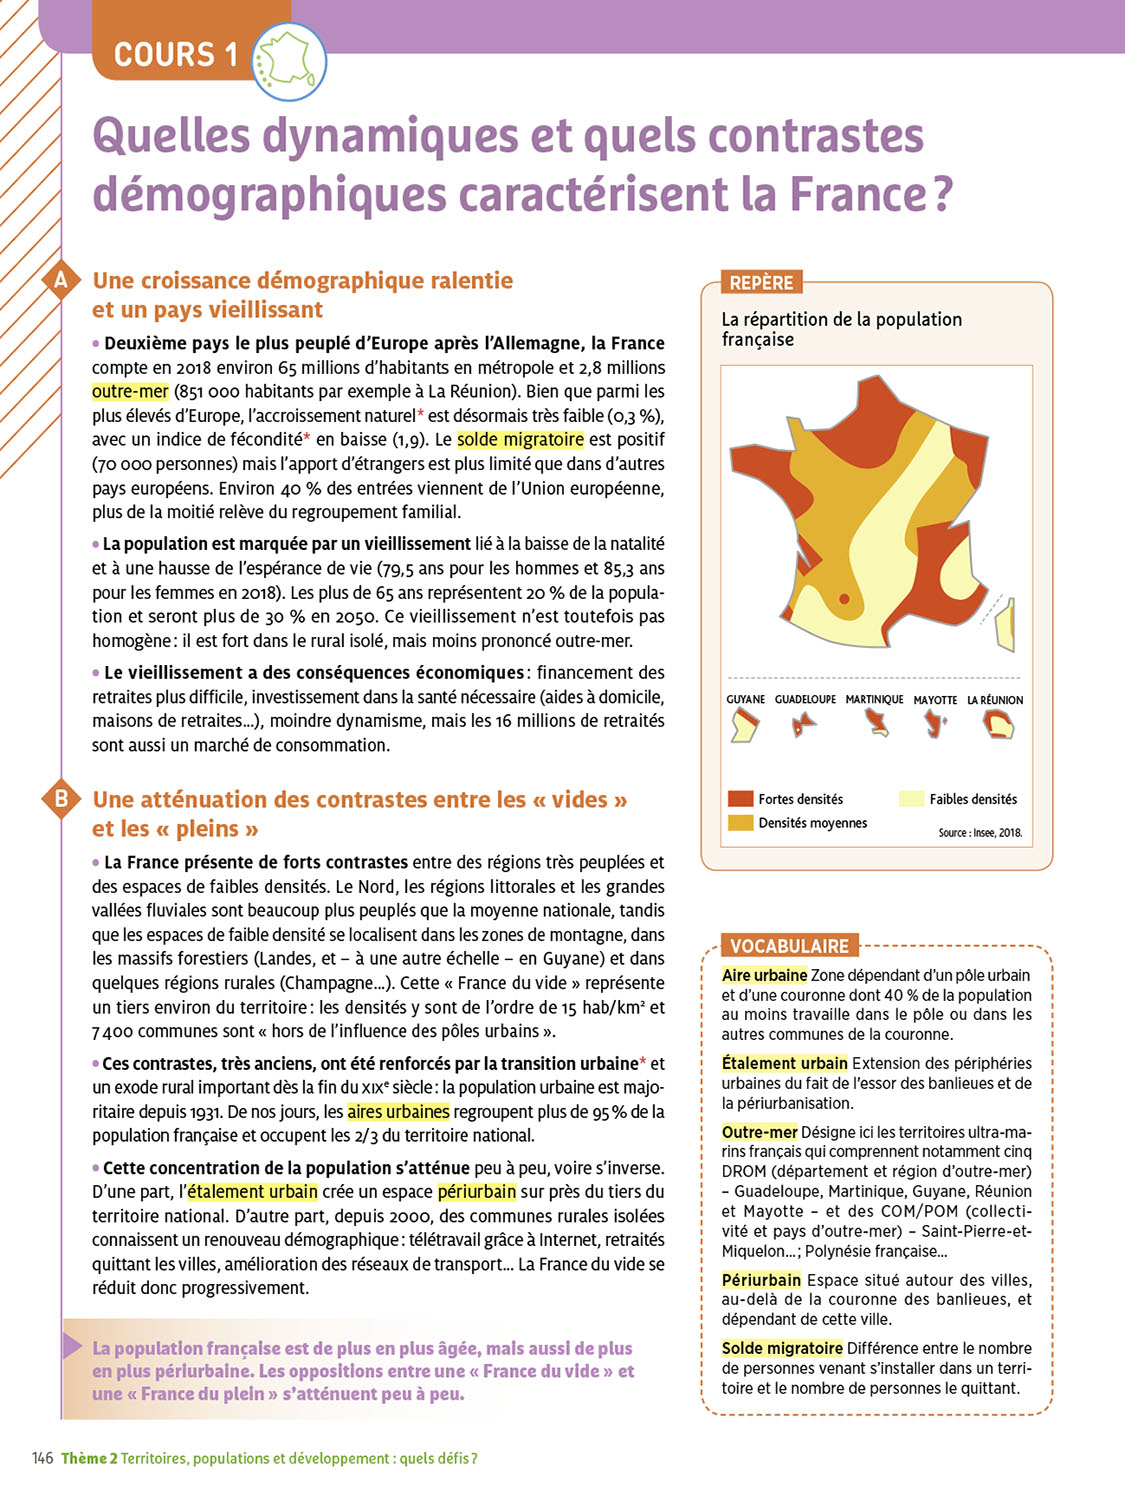 COURS 1
Quelles dynamiques et quels contrastes
démographiques caractérisent la France ?
A
Une croissance démographique ralentie
et un pays vieillissant
• Deuxième pays le plus peuplé d’Europe après l’Allemagne, la France
compte en 2018 environ 65 millions d’habitants en métropole et 2,8 millions
outre-mer (851 000 habitants par exemple à La Réunion). Bien que parmi les
plus élevés d’Europe, l’accroissement naturel* est désormais très faible (0,3 %),
avec un indice de fécondité* en baisse (1,9). Le solde migratoire est positif
(70 000 personnes) mais l’apport d’étrangers est plus limité que dans d’autres
pays européens. Environ 40 % des entrées viennent de l’Union européenne,
plus de la moitié relève du regroupement familial.
• La population est marquée par un vieillissement lié à la baisse de la natalité
et à une hausse de l’espérance de vie (79,5 ans pour les hommes et 85,3 ans
pour les femmes en 2018). Les plus de 65 ans représentent 20 % de la popula-
tion et seront plus de 30 % en 2050. Ce vieillissement n’est toutefois pas
homogène : il est fort dans le rural isolé, mais moins prononcé outre-mer.
• Le vieillissement a des conséquences économiques : financement des
retraites plus difficile, investissement dans la santé nécessaire (aides à domicile,
maisons de retraites...), moindre dynamisme, mais les 16 millions de retraités
sont aussi un marché de consommation.
B
Une atténuation des contrastes entre les « vides »
et les « pleins »
• La France présente de forts contrastes entre des régions très peuplées et
des espaces de faibles densités. Le Nord, les régions littorales et les grandes
vallées fluviales sont beaucoup plus peuplés que la moyenne nationale, tandis
que les espaces de faible densité se localisent dans les zones de montagne, dans
les massifs forestiers (Landes, et – à une autre échelle – en Guyane) et dans
quelques régions rurales (Champagne...). Cette « France du vide » représente
un tiers environ du territoire : les densités y sont de l’ordre de 15 hab/km² et
7 400 communes sont « hors de l’influence des pôles urbains ».
• Ces contrastes, très anciens, ont été renforcés par la transition urbaine* et
un exode rural important dès la fin du XIXe siècle : la population urbaine est majo-
ritaire depuis 1931. De nos jours, les aires urbaines regroupent plus de 95 % de la
population française et occupent les 2/3 du territoire national.
• Cette concentration de la population s’atténue peu à peu, voire s’inverse.
D’une part, l’étalement urbain crée un espace périurbain sur près du tiers du
territoire national. D’autre part, depuis 2000, des communes rurales isolées
connaissent un renouveau démographique : télétravail grâce à Internet, retraités
quittant les villes, amélioration des réseaux de transport... La France du vide se
réduit donc progressivement.
La population française est de plus en plus âgée, mais aussi de plus
en plus périurbaine. Les oppositions entre une « France du vide » et
une « France du plein » s’atténuent peu à peu.
REPÈRE
La répartition de la population
française
GUYANE GUADELOUPE MARTINIQUE MAYOTTE LA RÉUNION
Fortes densités Faibles densités
Densités moyennes
Source : Insee, 2018.
VOCABULAIRE
Aire urbaine Zone dépendant d’un pôle urbain
et d’une couronne dont 40 % de la population
au moins travaille dans le pôle ou dans les
autres communes de la couronne.
Étalement urbain Extension des périphéries
urbaines du fait de l’essor des banlieues et de
la périurbanisation.
Outre-mer Désigne ici les territoires ultra-ma-
rins français qui comprennent notamment cinq
DROM (département et région d’outre-mer)
– Guadeloupe, Martinique, Guyane, Réunion
et Mayotte – et des COM/POM (collecti-
vité et pays d’outre-mer) – Saint-Pierre-et-
Miquelon... ; Polynésie française...
Périurbain Espace situé autour des villes,
au-delà de la couronne des banlieues, et
dépendant de cette ville.
Solde migratoire Différence entre le nombre
de personnes venant s’installer dans un terri-
toire et le nombre de personnes le quittant.
146 Thème 2 Territoires, populations et développement : quels défis ?